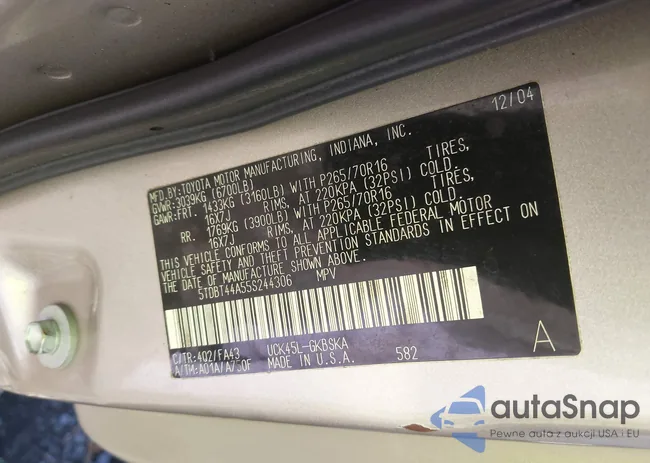 12/04
MFD.BY:TOYOTA MOTOR MANUFACTURING, INDIANA, INC.
GVWR:3039KG (6700LB)
GAWR:FRT. 1433KG (3160LB) WITH P265/70R16 TIRES,
16X7J RIMS, AT 220KPA (32PSI) COLD.
RR. 1769KG (3900LB) WITH P265/70R16 TIRES,
16X7J RIMS, AT 220KPA (32PSI) COLD.
THIS VEHICLE CONFORMS TO ALL APPLICABLE FEDERAL MOTOR
VEHICLE SAFETY AND THEFT PREVENTION STANDARDS IN EFFECT ON
THE DATE OF MANUFACTURE SHOWN ABOVE.
5TDBT44A55S244306 MPV
C/TR:402/FA43 UCK45L-GKBSKA
A/TM:A01A/A750F MADE IN U.S.A. 582
A
autaSnap
Pewne auta z aukcji USA i EU